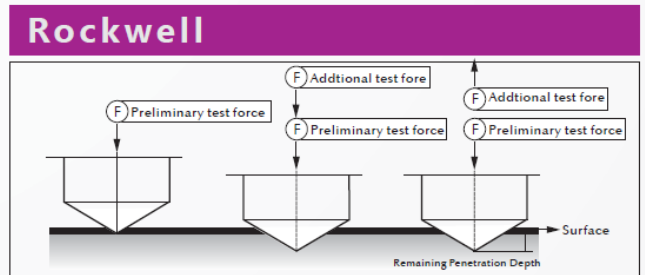 Rockwell
F Preliminary test force
F Addtional test fore
F Preliminary test force
F Addtional test fore
F Preliminary test force
Surface
Remaining Penetration Depth